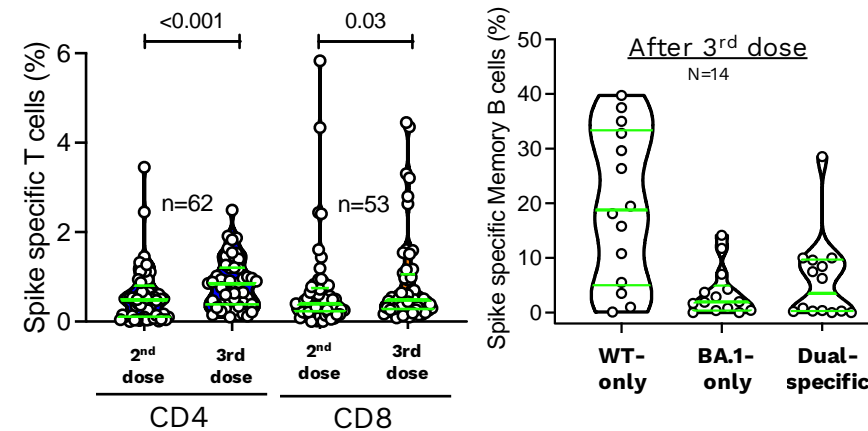 <0.001
0.03
Spike specific T cells (%)
6
4
2
0
n=62
n=53
2nd dose
3rd dose
2nd dose
3rd dose
CD4
CD8
Spike specific Memory B cells (%)
After 3rd dose
N=14
50
40
30
20
10
0
WT-only
BA.1-only
Dual-specific